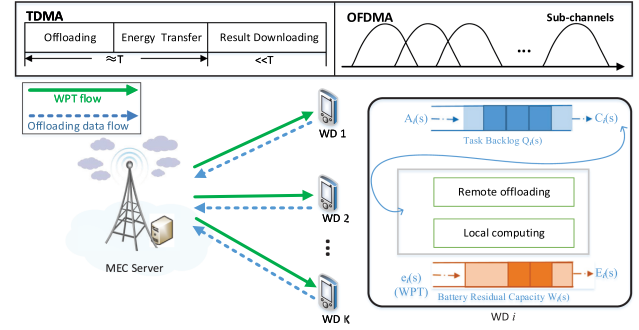 TDMA
Offloading
Energy Transfer
Result Downloading
≈T
<<T
OFDMA
Sub-channels
...
WPT flow
Offloading data flow
MEC Server
WD 1
WD 2
WD K
Aᵢ(s)
Cᵢ(s)
Task Backlog Qᵢ(s)
Remote offloading
Local computing
eᵢ(s)
(WPT)
Eᵢ(s)
Battery Residual Capacity Wᵢ(s)
WD i